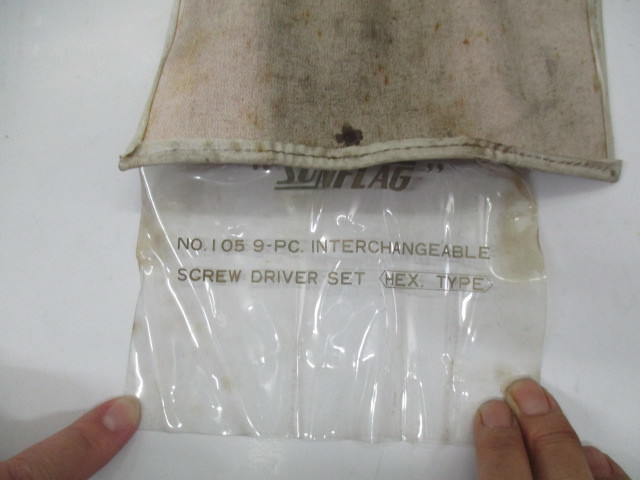 "SUNFLAG"
NO.105 9-PC. INTERCHANGEABLE
SCREW DRIVER SET <HEX. TYPE>